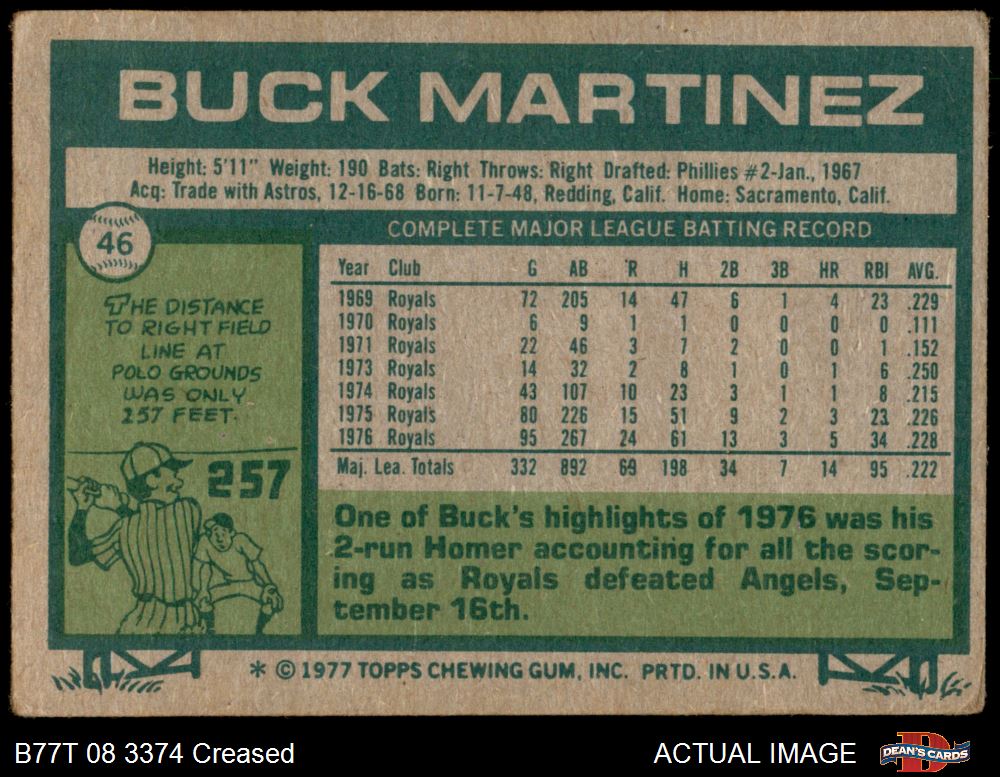 BUCK MARTINEZ
Height: 5'11" Weight: 190 Bats: Right Throws: Right Drafted: Phillies #2-Jan., 1967
Acq: Trade with Astros, 12-16-68 Born: 11-7-48, Redding, Calif. Home: Sacramento, Calif.
46
THE DISTANCE
TO RIGHT FIELD
LINE AT
POLO GROUNDS
WAS ONLY
257 FEET.
257
COMPLETE MAJOR LEAGUE BATTING RECORD
Year Club G AB R H 2B 3B HR RBI AVG.
1969 Royals 72 205 14 47 6 1 4 23 .229
1970 Royals 6 9 1 1 0 0 0 0 .111
1971 Royals 22 46 3 7 2 0 0 1 .152
1973 Royals 14 32 2 8 1 0 1 6 .250
1974 Royals 43 107 10 23 3 1 1 8 .215
1975 Royals 80 226 15 51 9 2 3 23 .226
1976 Royals 95 267 24 61 13 3 5 34 .228
Maj. Lea. Totals 332 892 69 198 34 7 14 95 .222
One of Buck's highlights of 1976 was his
2-run Homer accounting for all the scor-
ing as Royals defeated Angels, Sep-
tember 16th.
* © 1977 TOPPS CHEWING GUM, INC. PRTD. IN U.S.A.
B77T 08 3374 Creased
ACTUAL IMAGE
DEAN'S CARDS